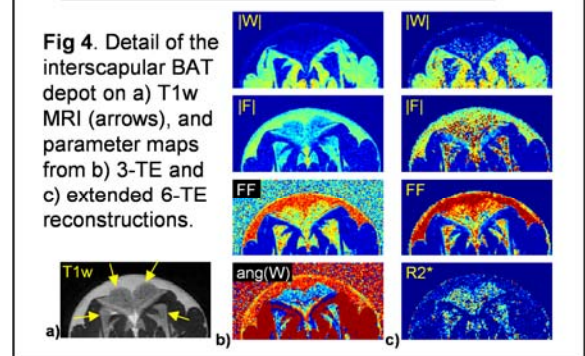 Fig 4. Detail of the
interscapular BAT
depot on a) T1w
MRI (arrows), and
parameter maps
from b) 3-TE and
c) extended 6-TE
reconstructions.
T1w
a)
|W|
|F|
FF
ang(W)
b)
|W|
|F|
FF
R2*
c)